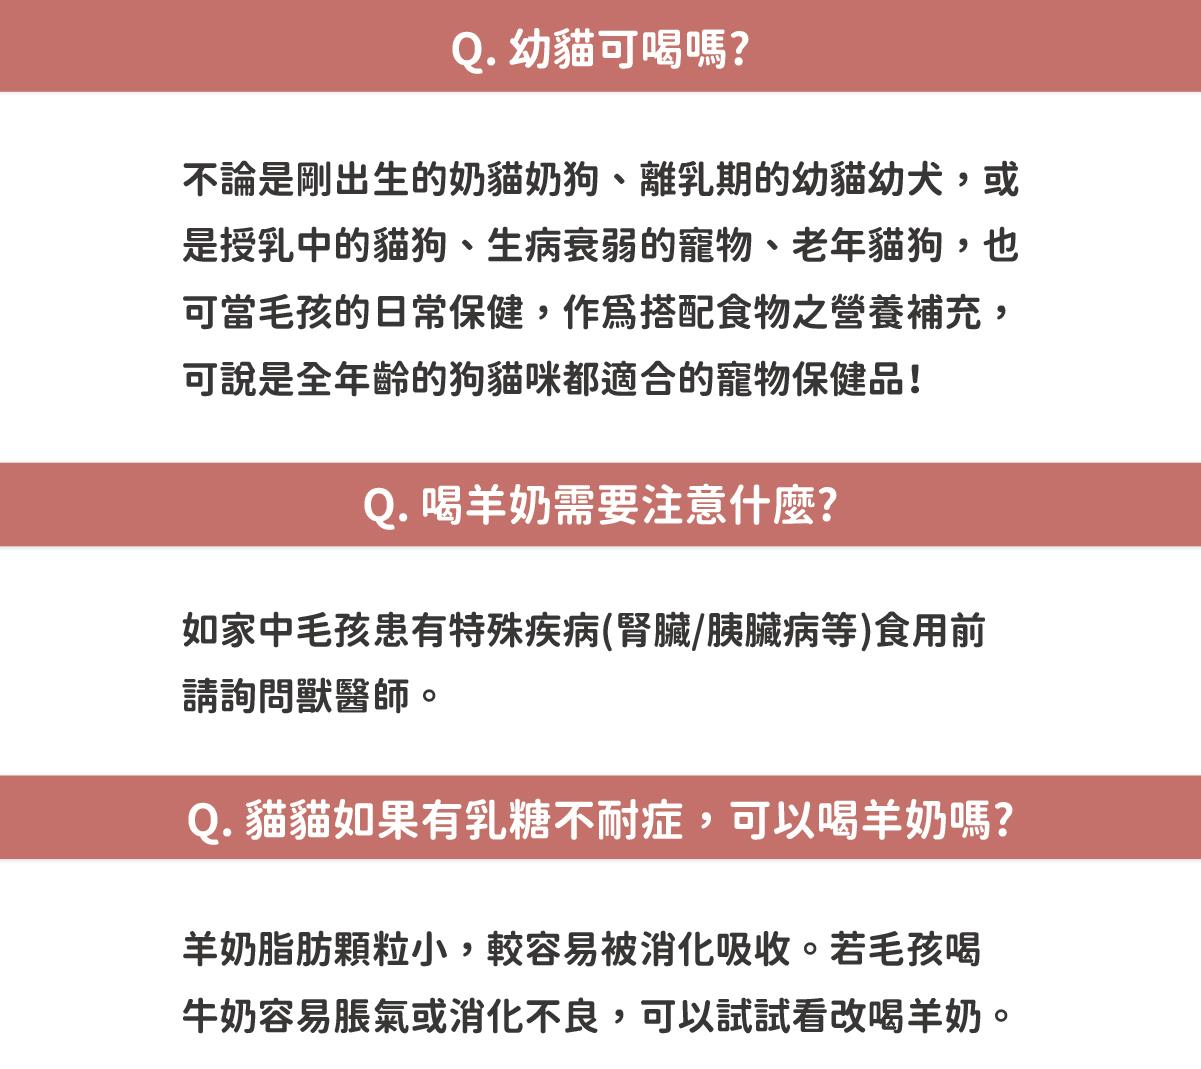 Q. 幼貓可喝嗎?
不論是剛出生的奶貓奶狗、離乳期的幼貓幼犬，或
是授乳中的貓狗、生病衰弱的寵物、老年貓狗，也
可當毛孩的日常保健，作爲搭配食物之營養補充，
可說是全年齡的狗貓咪都適合的寵物保健品!
Q. 喝羊奶需要注意什麼?
如家中毛孩患有特殊疾病(腎臟/胰臟病等)食用前
請詢問獸醫師。
Q. 貓貓如果有乳糖不耐症，可以喝羊奶嗎?
羊奶脂肪顆粒小，較容易被消化吸收。若毛孩喝
牛奶容易脹氣或消化不良，可以試試看改喝羊奶。